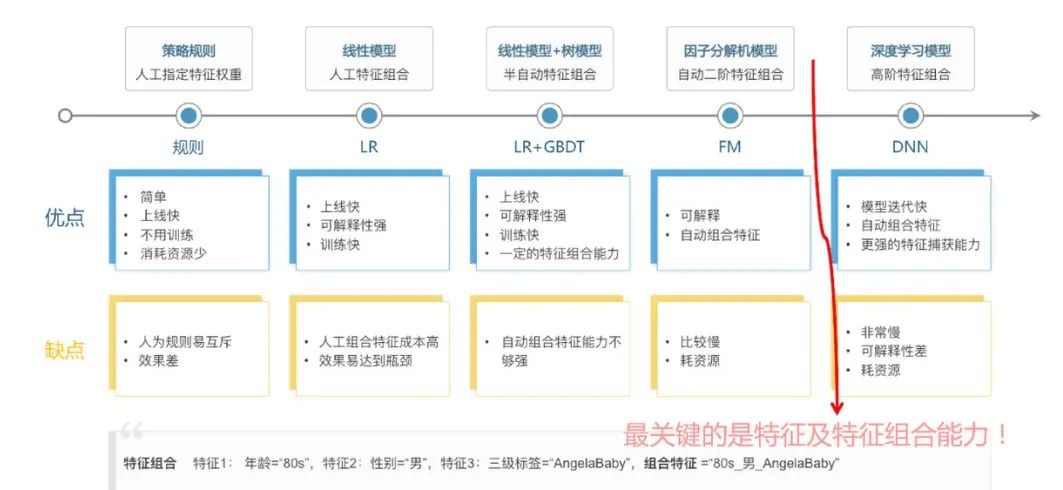 策略规则
人工指定特征权重
线性模型
人工特征组合
线性模型+树模型
半自动特征组合
因子分解机模型
自动二阶特征组合
深度学习模型
高阶特征组合
规则
LR
LR+GBDT
FM
DNN
优点
• 简单
• 上线快
• 不用训练
• 消耗资源少
• 上线快
• 可解释性强
• 训练快
• 上线快
• 可解释性强
• 训练快
• 一定的特征组合能力
• 可解释
• 自动组合特征
• 模型迭代快
• 自动组合特征
• 更强的特征捕获能力
缺点
• 人为规则易互斥
• 效果差
• 人工组合特征成本高
• 效果易达到瓶颈
• 自动组合特征能力不
够强
• 比较慢
• 耗资源
• 非常慢
• 可解释性差
• 耗资源
最关键的是特征及特征组合能力！
特征组合 特征1： 年龄=“80s”，特征2：性别=“男”，特征3：三级标签=“AngelaBaby”，组合特征 =“80s_男_AngelaBaby”